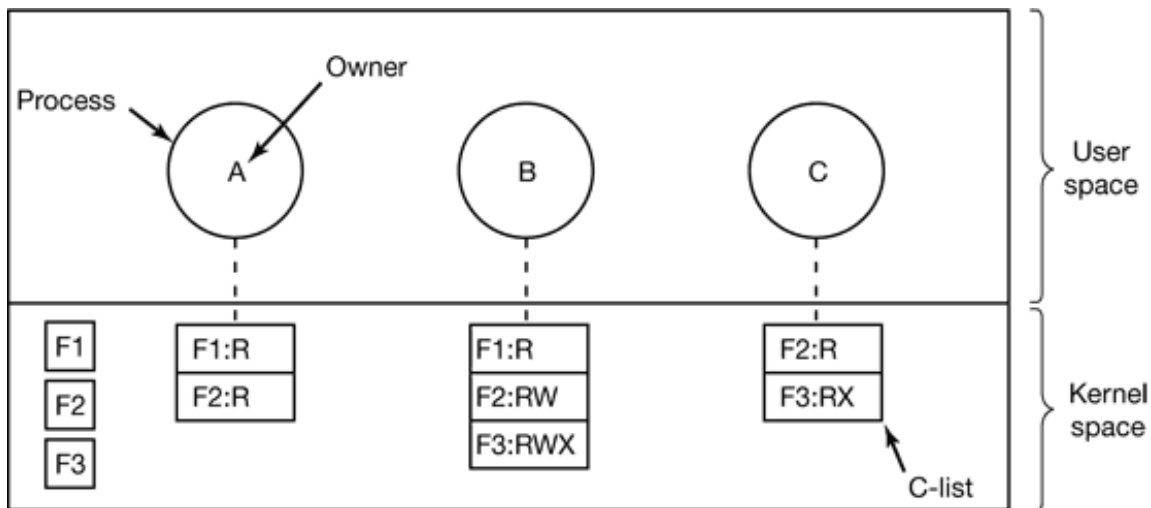 Owner
Process
A
B
C
User
space
F1
F2
F3
F1:R
F2:R
F1:R
F2:RW
F3:RWX
F2:R
F3:RX
C-list
Kernel
space